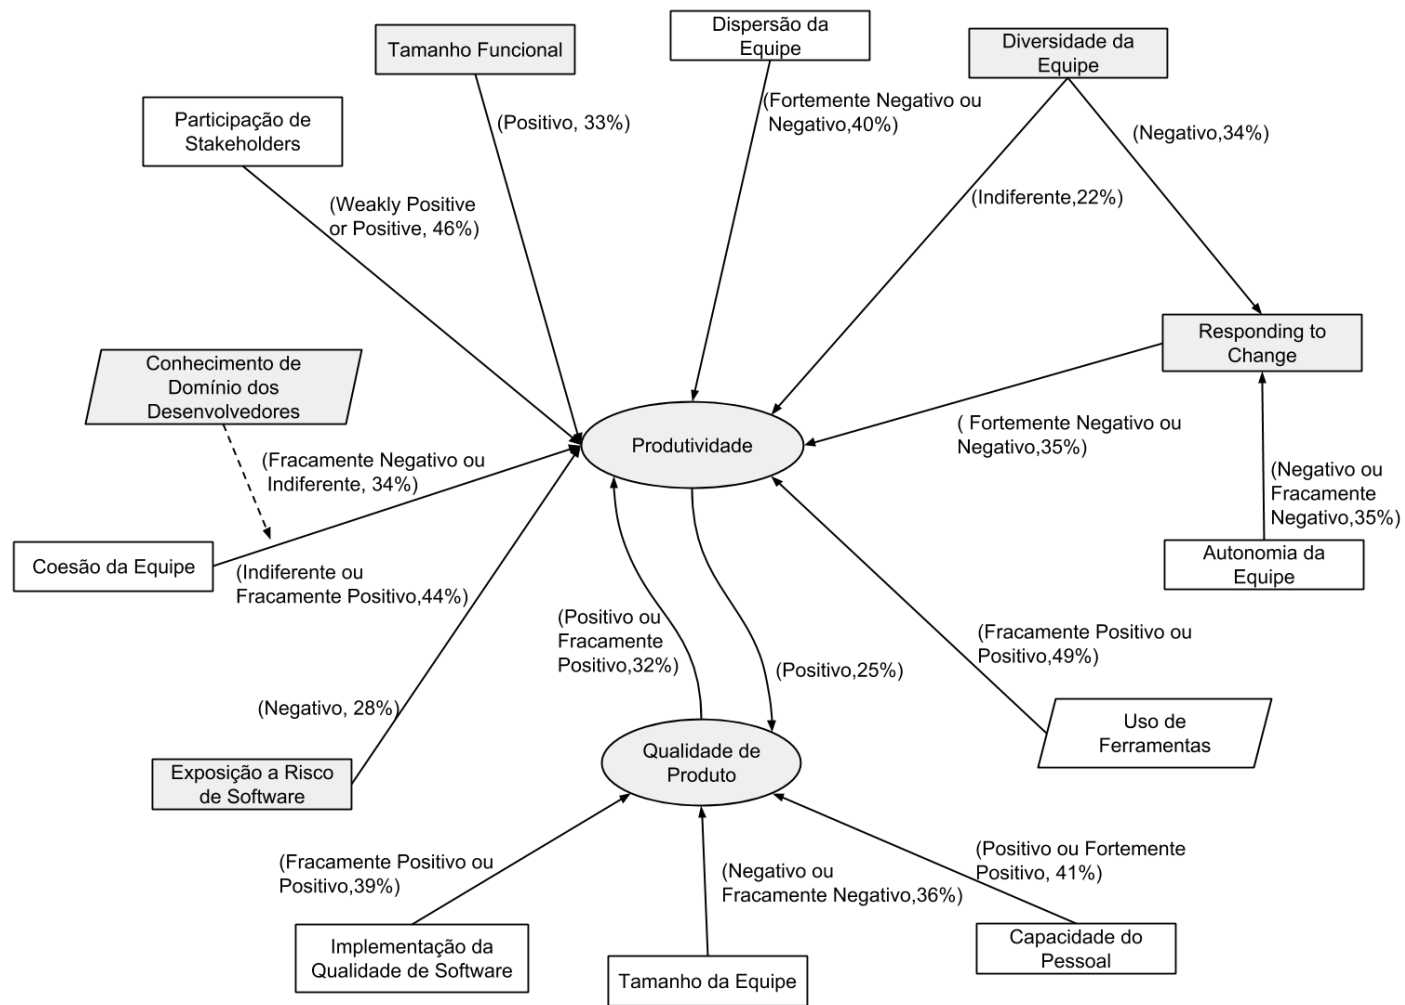 Tamanho Funcional
Dispersão da
Equipe
Diversidade da
Equipe
Participação de
Stakeholders
(Positivo, 33%)
(Fortemente Negativo ou
Negativo,40%)
(Negativo,34%)
(Weakly Positive
or Positive, 46%)
(Indiferente,22%)
Responding to
Change
Conhecimento de
Domínio dos
Desenvolvedores
Produtividade
( Fortemente Negativo ou
Negativo,35%)
(Fracamente Negativo ou
Indiferente, 34%)
(Negativo ou
Fracamente
Negativo,35%)
Coesão da Equipe
(Indiferente ou
Fracamente Positivo,44%)
Autonomia da
Equipe
(Positivo ou
Fracamente
Positivo,32%)
(Positivo,25%)
(Fracamente Positivo ou
Positivo,49%)
(Negativo, 28%)
Uso de
Ferramentas
Qualidade de
Produto
Exposição a Risco
de Software
(Fracamente Positivo ou
Positivo,39%)
(Negativo ou
Fracamente Negativo,36%)
(Positivo ou Fortemente
Positivo, 41%)
Implementação da
Qualidade de Software
Tamanho da Equipe
Capacidade do
Pessoal